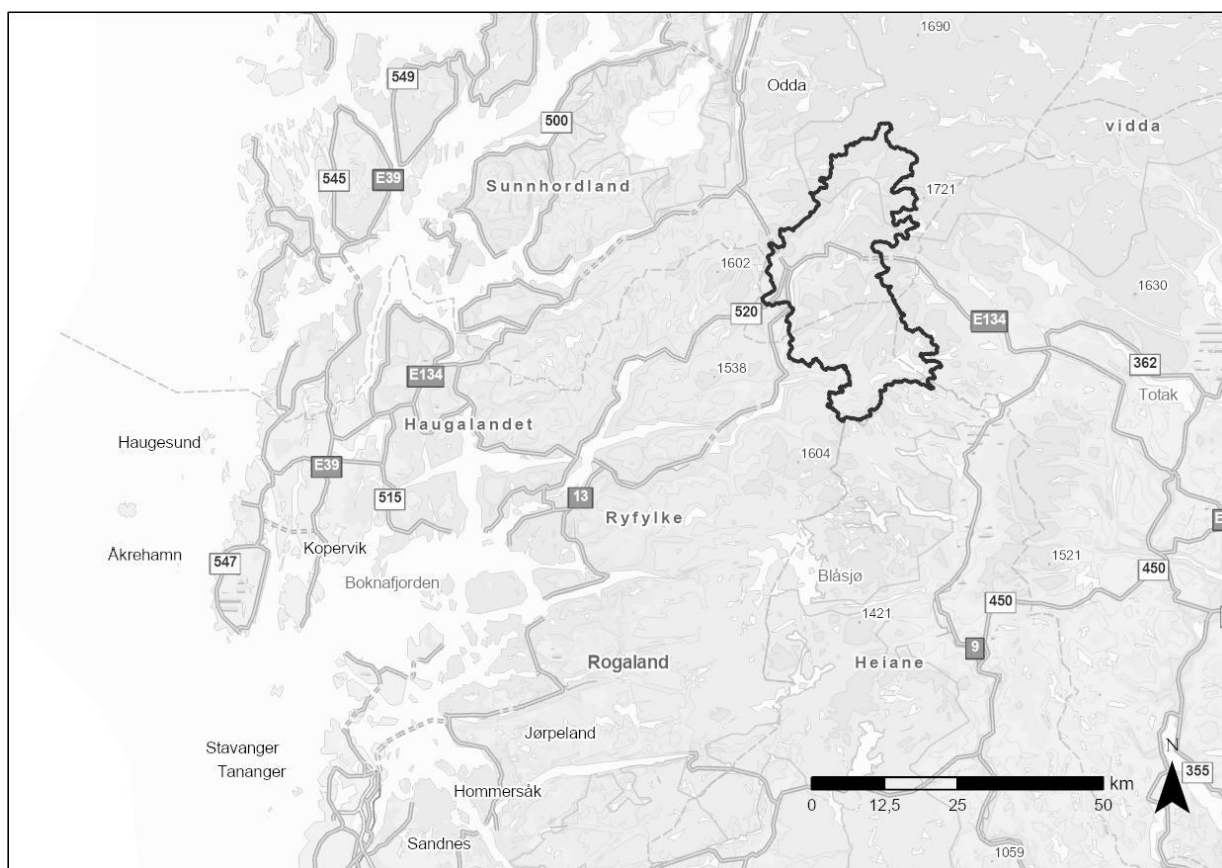 1690
549
Odda
500
vidda
E39
545
Sunnhordland
1721
1602
1630
520
E134
1538
362
E134
Totak
Haugalandet
Haugesund
1604
E39
515
13
Ryfylke
Kopervik
Åkrehamn
547
Boknafjorden
Blåsjø
1521
450
450
1421
9
Rogaland
Heiane
Jørpeland
Stavanger
Tananger
N
355
Hommersåk
km
0 12,5 25 50
Sandnes
1059